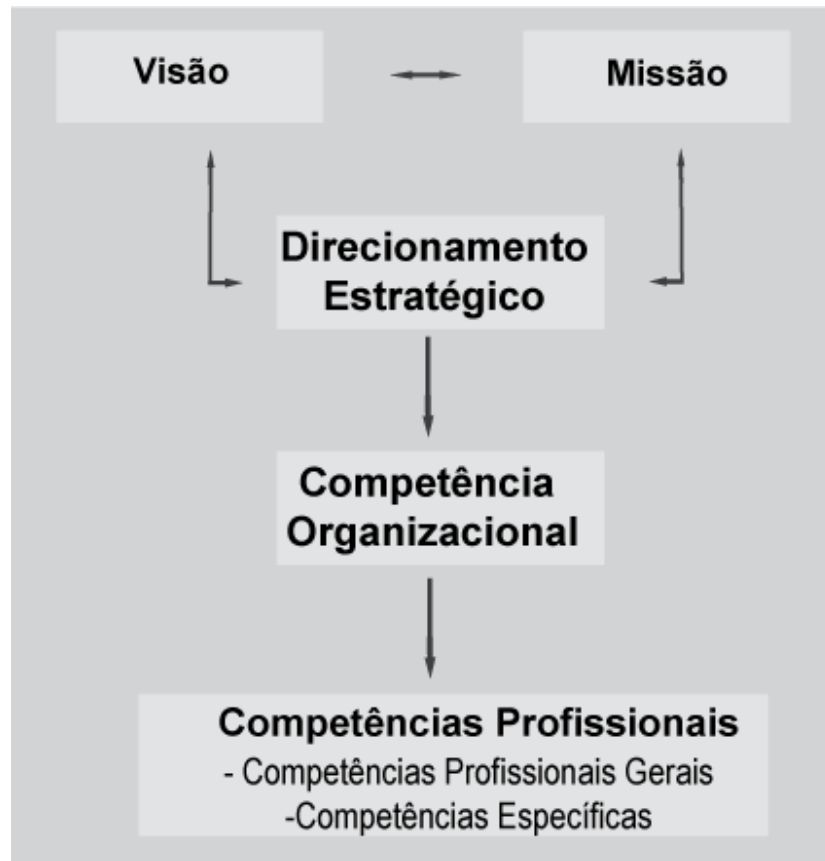 Visão
Missão
Direcionamento
Estratégico
Competência
Organizacional
Competências Profissionais
- Competências Profissionais Gerais
-Competências Específicas